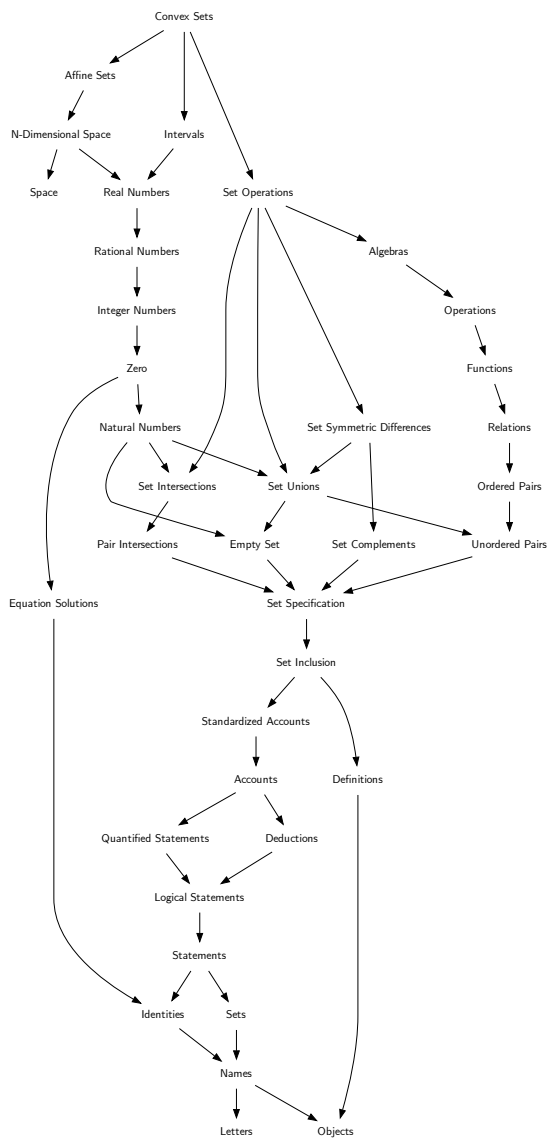 Convex Sets
Affine Sets
N-Dimensional Space
Intervals
Space
Real Numbers
Set Operations
Rational Numbers
Algebras
Integer Numbers
Operations
Zero
Functions
Natural Numbers
Set Symmetric Differences
Relations
Set Intersections
Set Unions
Ordered Pairs
Pair Intersections
Empty Set
Set Complements
Unordered Pairs
Equation Solutions
Set Specification
Set Inclusion
Standardized Accounts
Accounts
Definitions
Quantified Statements
Deductions
Logical Statements
Statements
Identities
Sets
Names
Letters
Objects